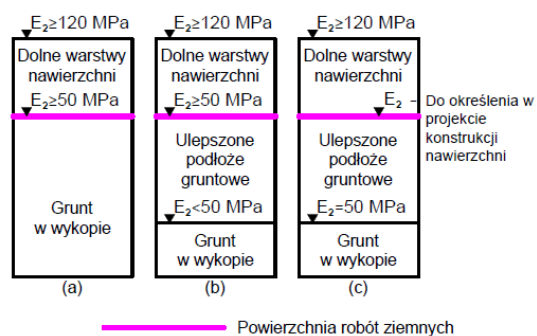 E₂≥120 MPa
Dolne warstwy
nawierzchni
E₂≥50 MPa
Grunt
w wykopie
(a)
E₂≥120 MPa
Dolne warstwy
nawierzchni
E₂≥50 MPa
Ulepszone
podłoże
gruntowe
E₂<50 MPa
Grunt
w wykopie
(b)
E₂≥120 MPa
Dolne warstwy
nawierzchni
E₂ - Do określenia w
projekcie
konstrukcji
nawierzchni
Ulepszone
podłoże
gruntowe
E₂=50 MPa
Grunt
w wykopie
(c)
Powierzchnia robót ziemnych